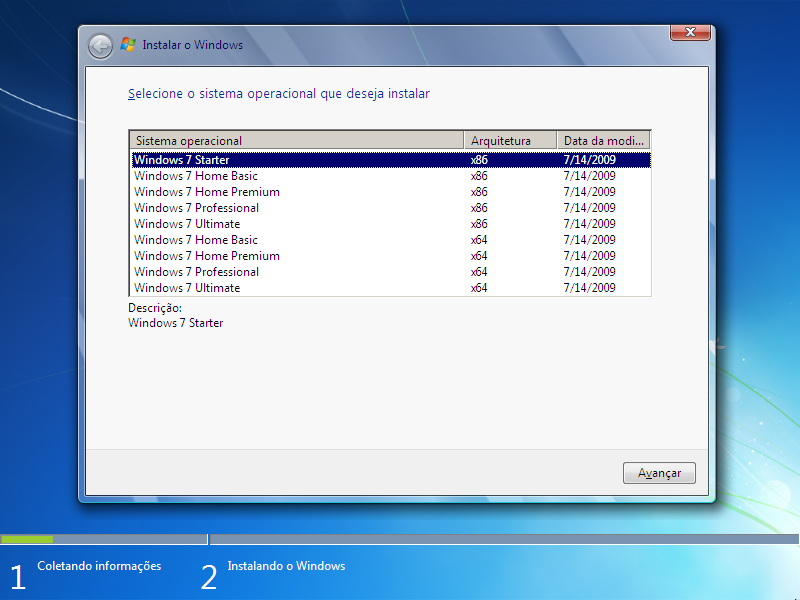 Instalar o Windows
Selecione o sistema operacional que deseja instalar
Sistema operacional Arquitetura Data da modi...
Windows 7 Starter x86 7/14/2009
Windows 7 Home Basic x86 7/14/2009
Windows 7 Home Premium x86 7/14/2009
Windows 7 Professional x86 7/14/2009
Windows 7 Ultimate x86 7/14/2009
Windows 7 Home Basic x64 7/14/2009
Windows 7 Home Premium x64 7/14/2009
Windows 7 Professional x64 7/14/2009
Windows 7 Ultimate x64 7/14/2009
Descrição:
Windows 7 Starter
Avançar
1 Coletando informações 2 Instalando o Windows